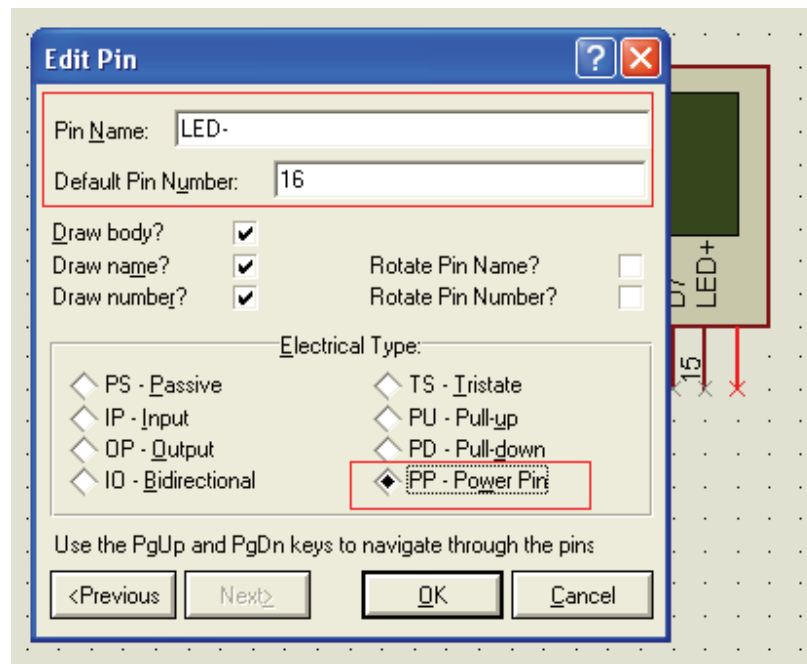 Edit Pin
Pin Name: LED-
Default Pin Number: 16
Draw body?
Draw name? Rotate Pin Name?
Draw number? Rotate Pin Number?
Electrical Type:
PS - Passive TS - Tristate
IP - Input PU - Pull-up
OP - Output PD - Pull-down
IO - Bidirectional PP - Power Pin
Use the PgUp and PgDn keys to navigate through the pins
<Previous Next> OK Cancel
D7
LED+
15